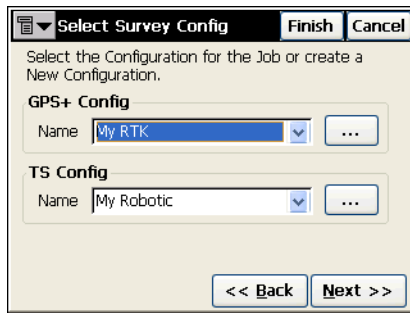 Select Survey Config Finish Cancel
Select the Configuration for the Job or create a
New Configuration.
GPS+ Config
Name My RTK ...
TS Config
Name My Robotic ...
<< Back Next >>